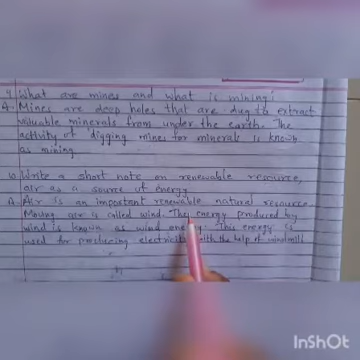 4. What are mines and what is mining?
A. Mines are deep holes that are dug to extract
valuable minerals from under the earth. The
activity of digging mines for minerals is known
as mining.
6. Write a short note on renewable resource,
air as a source of energy.
A. Air is an important renewable natural resource.
Moving air is called wind. The energy produced by
wind is known as wind energy. This energy is
used for producing electricity with the help of windmill
InShOt